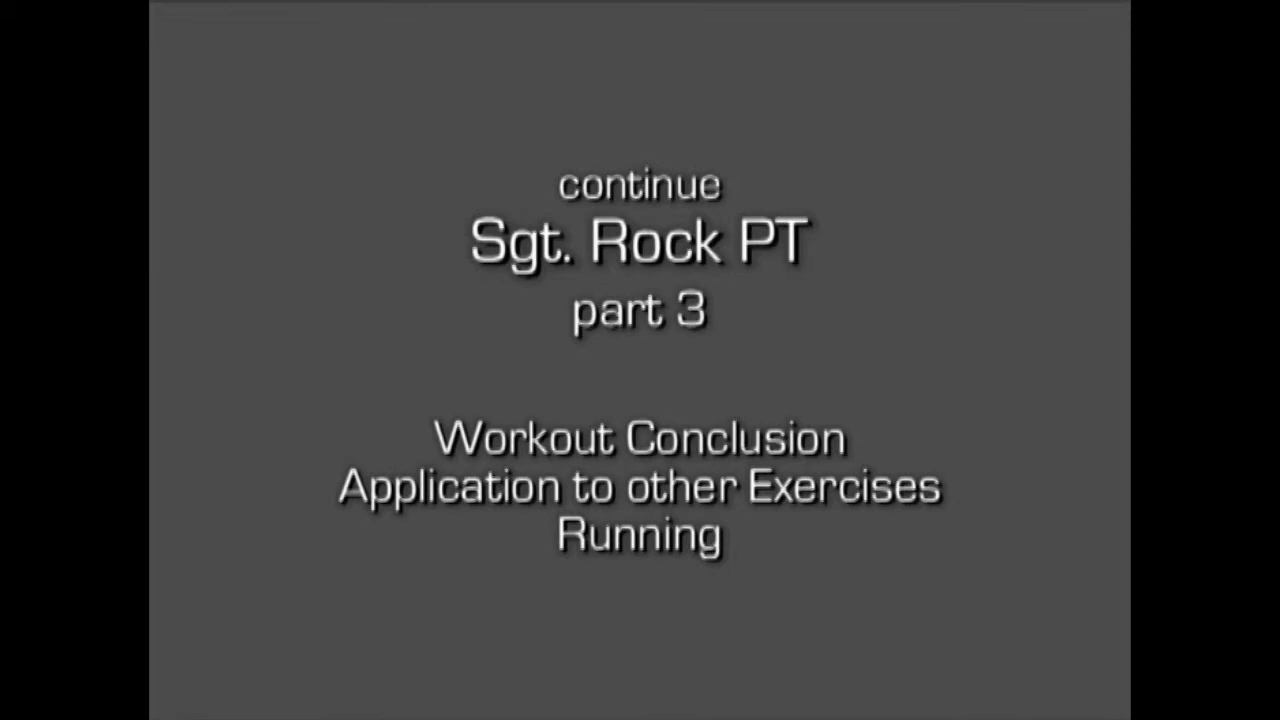 continue
Sgt. Rock PT
part 3
Workout Conclusion
Application to other Exercises
Running